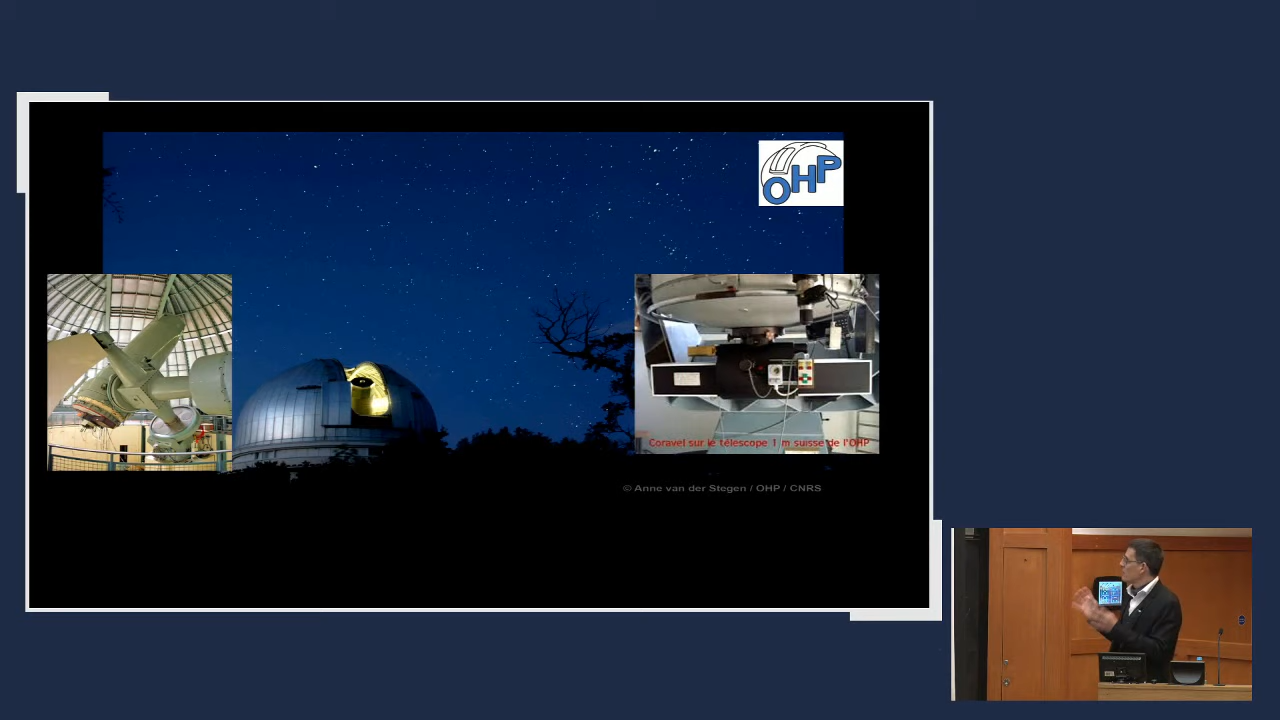 OHP
Coravel sur le télescope 1 m suisse de l'OHP
© Anne van der Stegen / OHP / CNRS